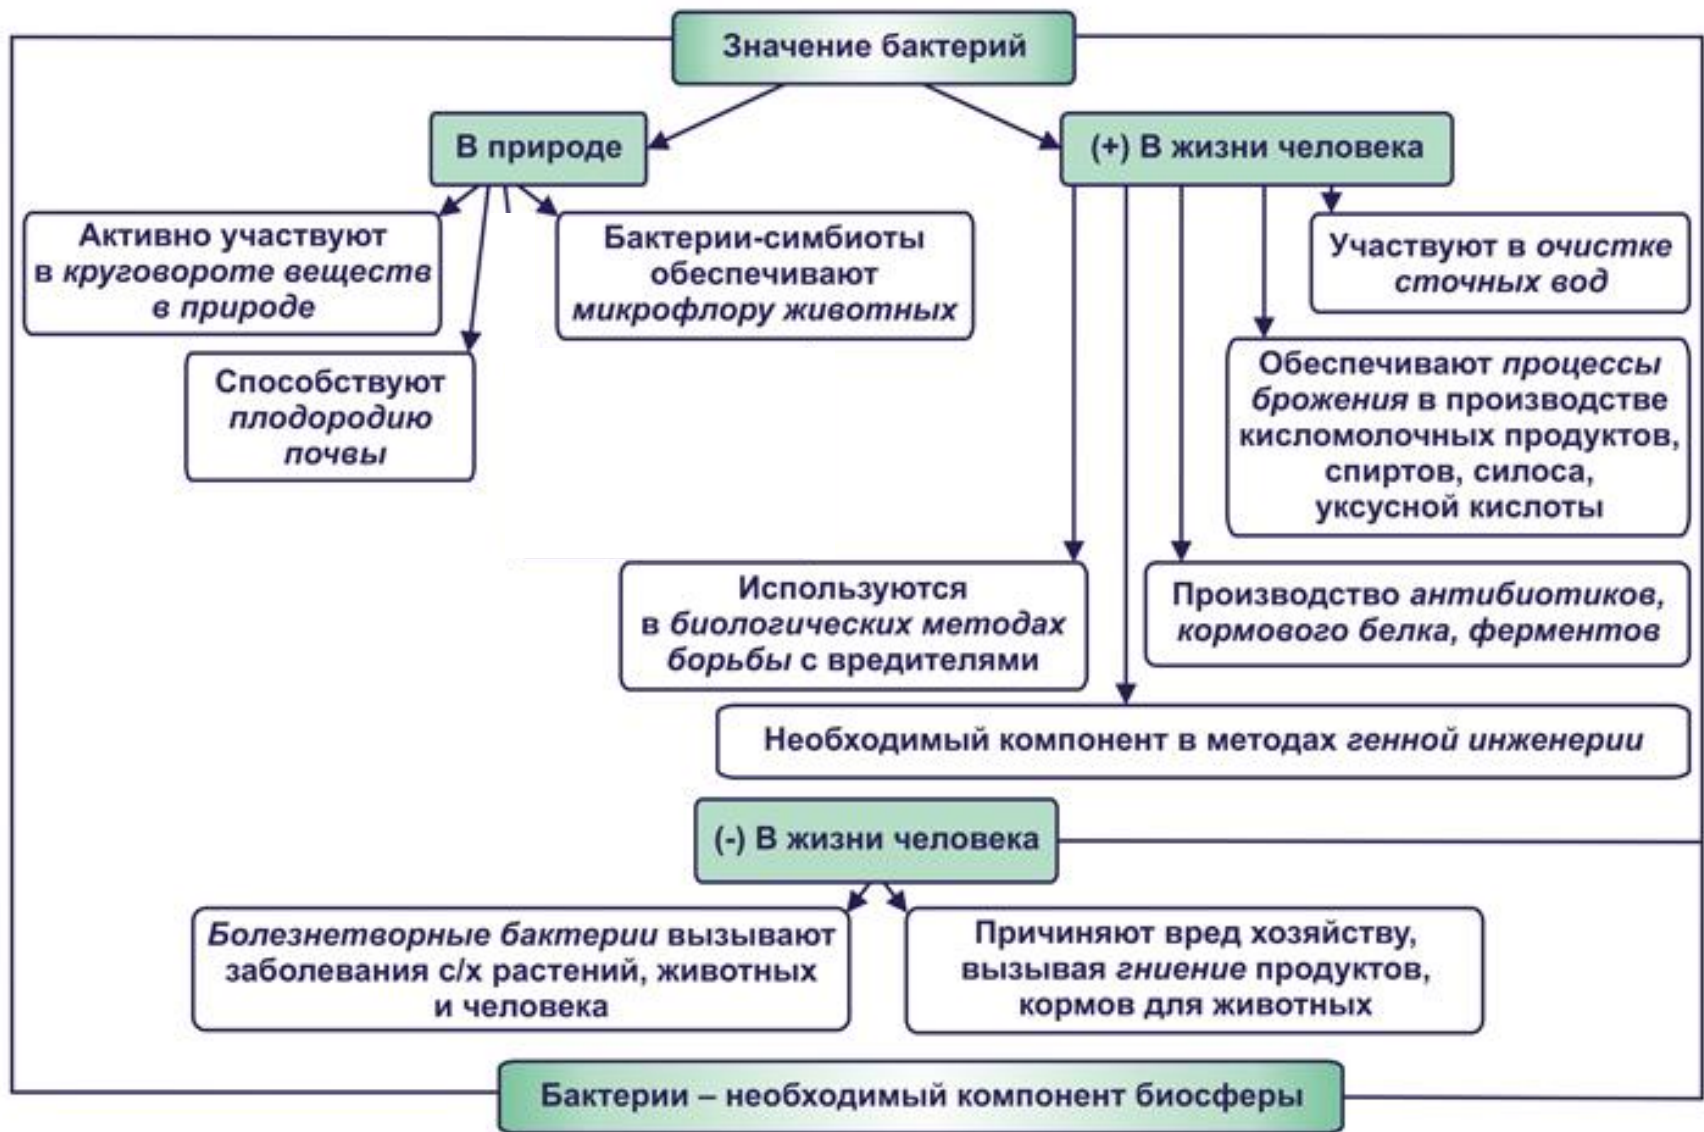 Значение бактерий
В природе
(+) В жизни человека
Активно участвуют
в круговороте веществ
в природе
Бактерии-симбиоты
обеспечивают
микрофлору животных
Участвуют в очистке
сточных вод
Способствуют
плодородию
почвы
Обеспечивают процессы
брожения в производстве
кисломолочных продуктов,
спиртов, силоса,
уксусной кислоты
Используются
в биологических методах
борьбы с вредителями
Производство антибиотиков,
кормового белка, ферментов
Необходимый компонент в методах генной инженерии
(-) В жизни человека
Болезнетворные бактерии вызывают
заболевания с/х растений, животных
и человека
Причиняют вред хозяйству,
вызывая гниение продуктов,
кормов для животных
Бактерии – необходимый компонент биосферы